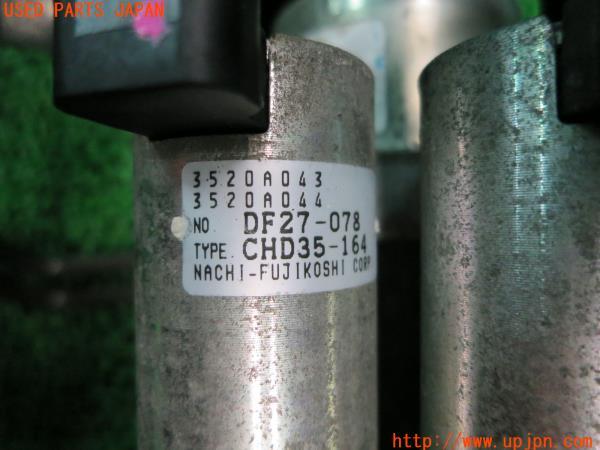 USED PARTS JAPAN
3520A043
3520A044
NO. DF27-078
TYPE. CHD35-164
NACHI-FUJIKOSHI CORP
http://www.upjpn.com/